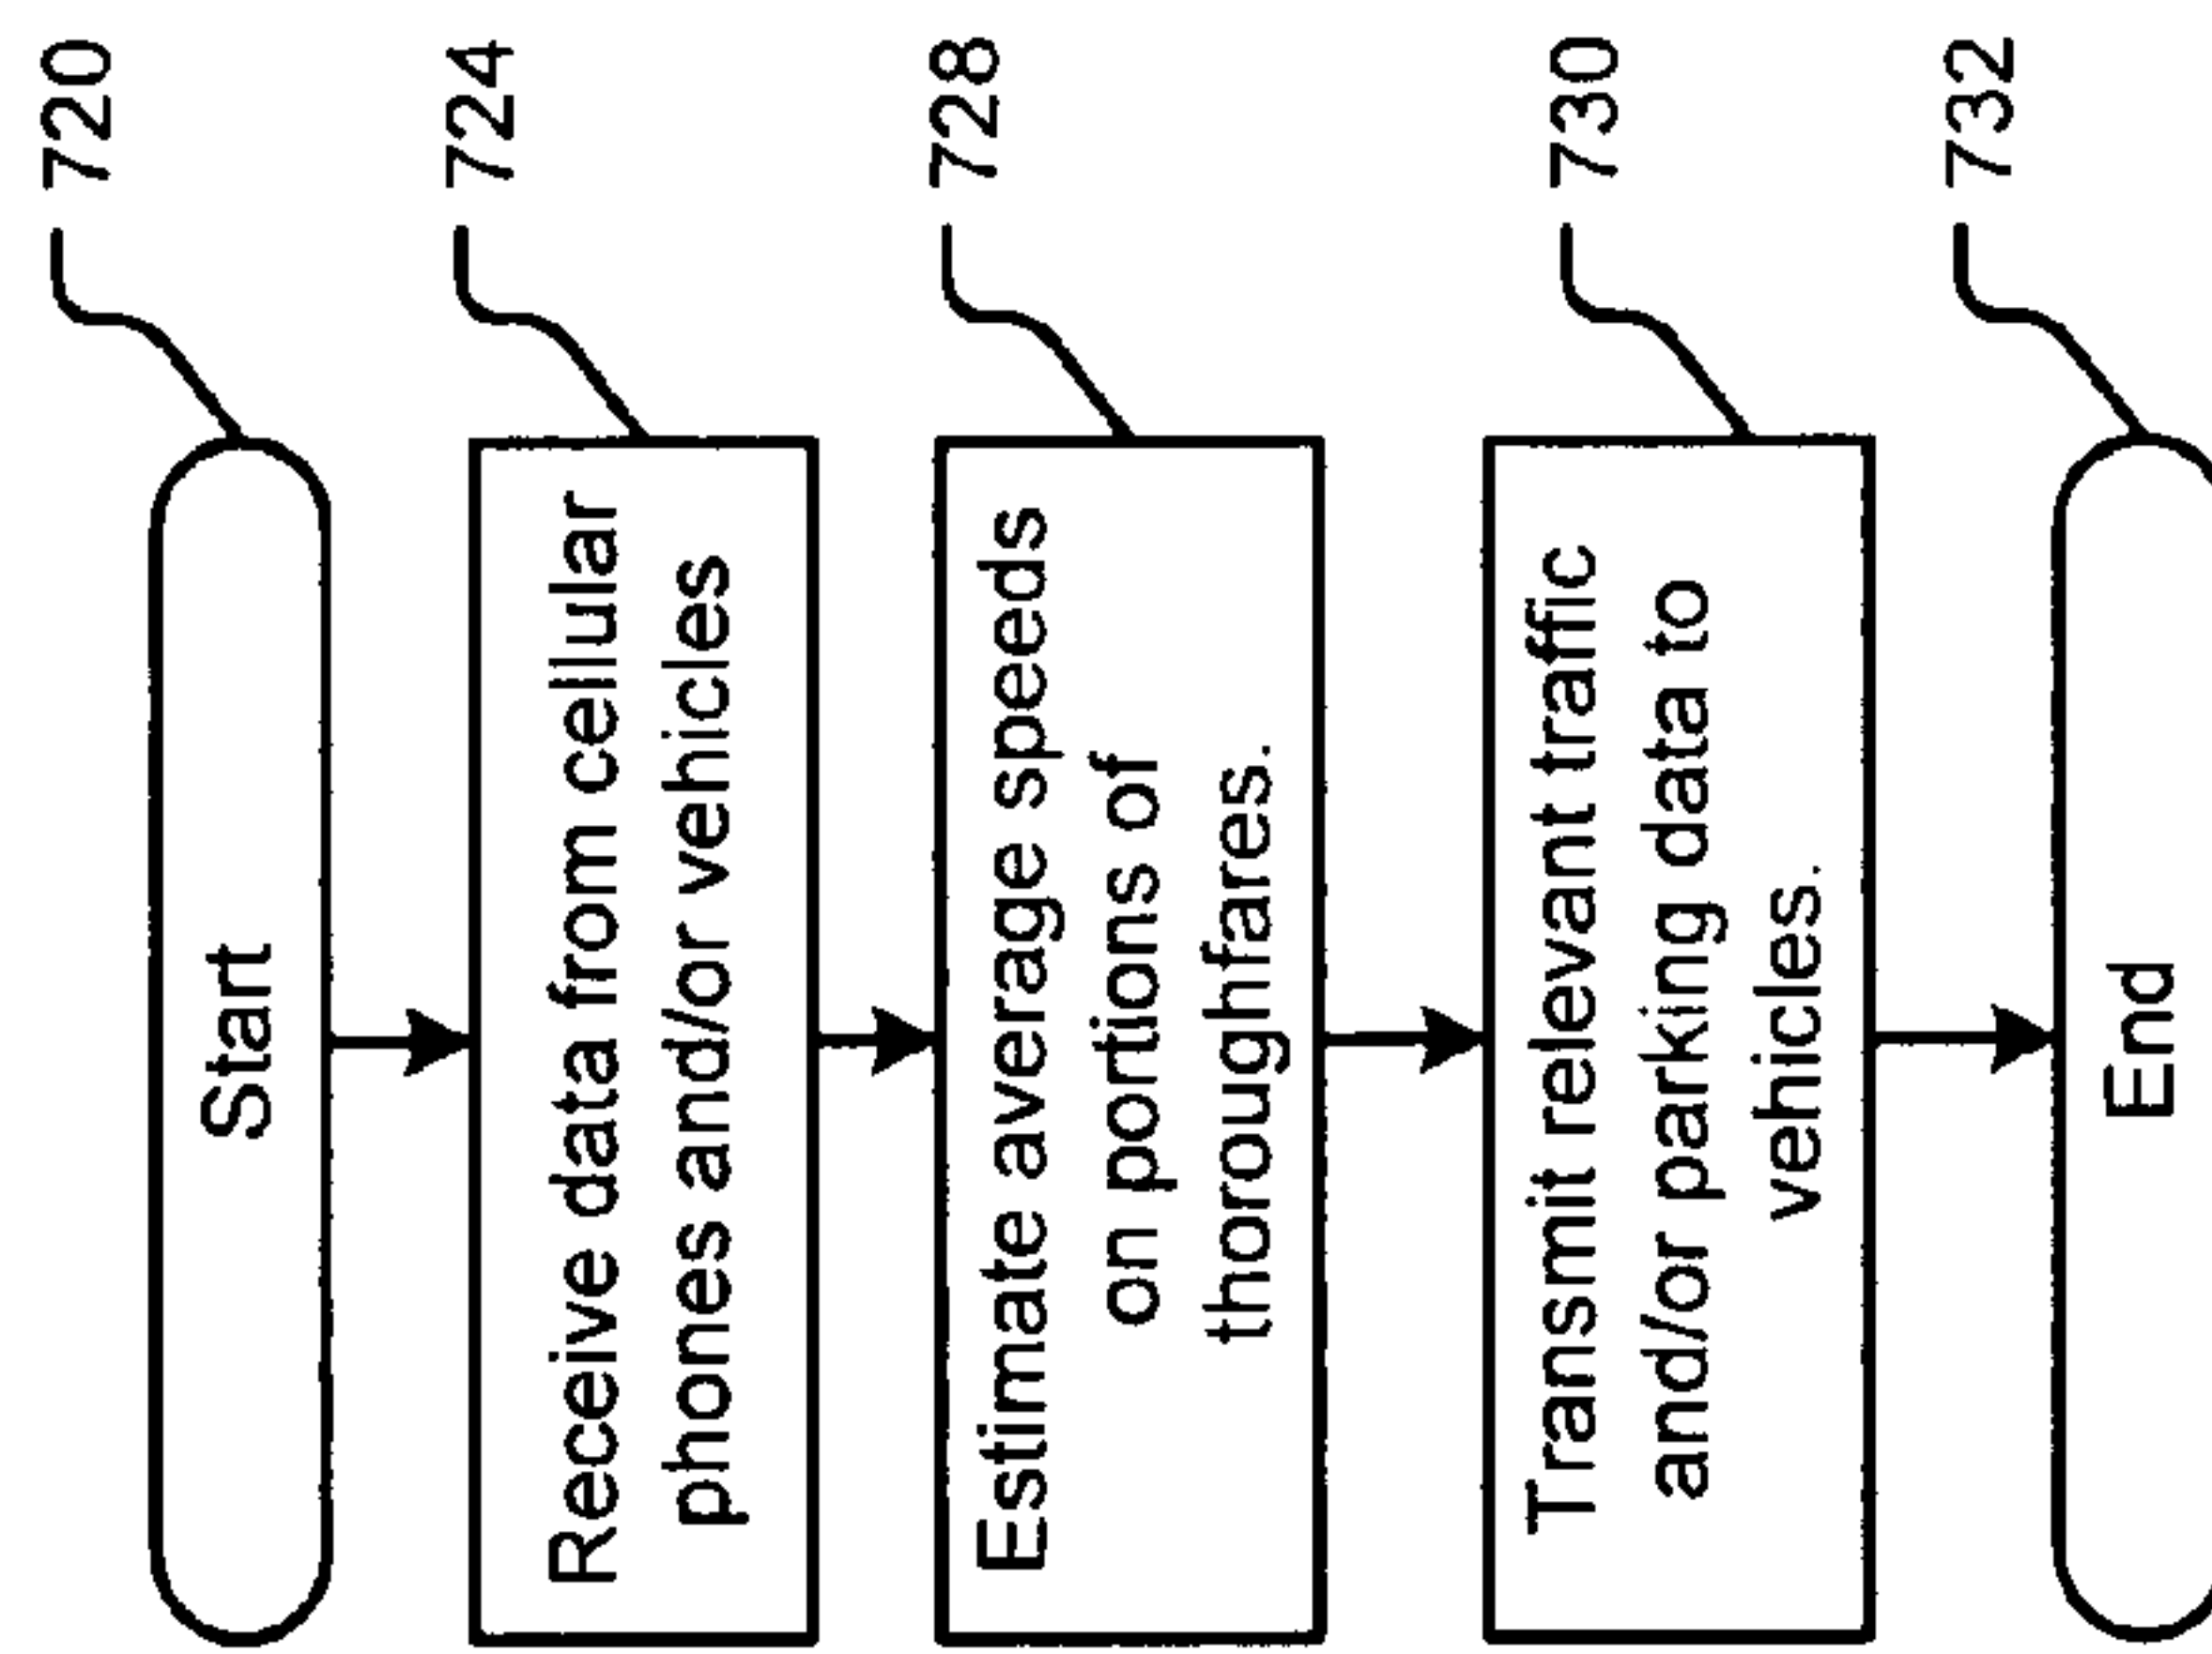 720
Start
724
Receive data from cellular
phones and/or vehicles
728
Estimate average speeds
on portions of
thoroughfares.
730
Transmit relevant traffic
and/or parking data to
vehicles.
732
End